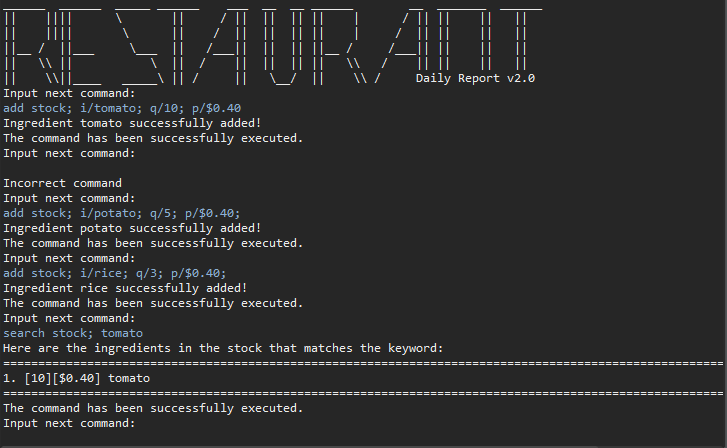 RESTAURANT
Daily Report v2.0
Input next command:
add stock; i/tomato; q/10; p/$0.40
Ingredient tomato successfully added!
The command has been successfully executed.
Input next command:
Incorrect command
Input next command:
add stock; i/potato; q/5; p/$0.40;
Ingredient potato successfully added!
The command has been successfully executed.
Input next command:
add stock; i/rice; q/3; p/$0.40;
Ingredient rice successfully added!
The command has been successfully executed.
Input next command:
search stock; tomato
Here are the ingredients in the stock that matches the keyword:
1. [10][$0.40] tomato
The command has been successfully executed.
Input next command: